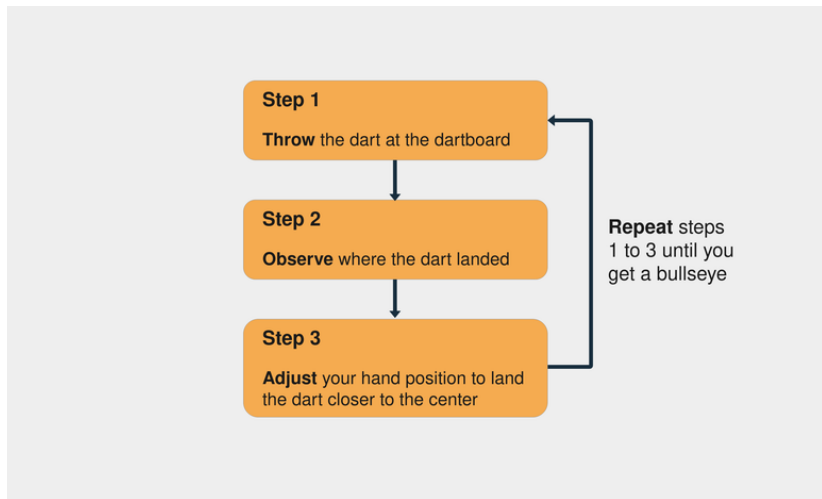 Step 1
Throw the dart at the dartboard
Step 2
Observe where the dart landed
Step 3
Adjust your hand position to land
the dart closer to the center
Repeat steps
1 to 3 until you
get a bullseye